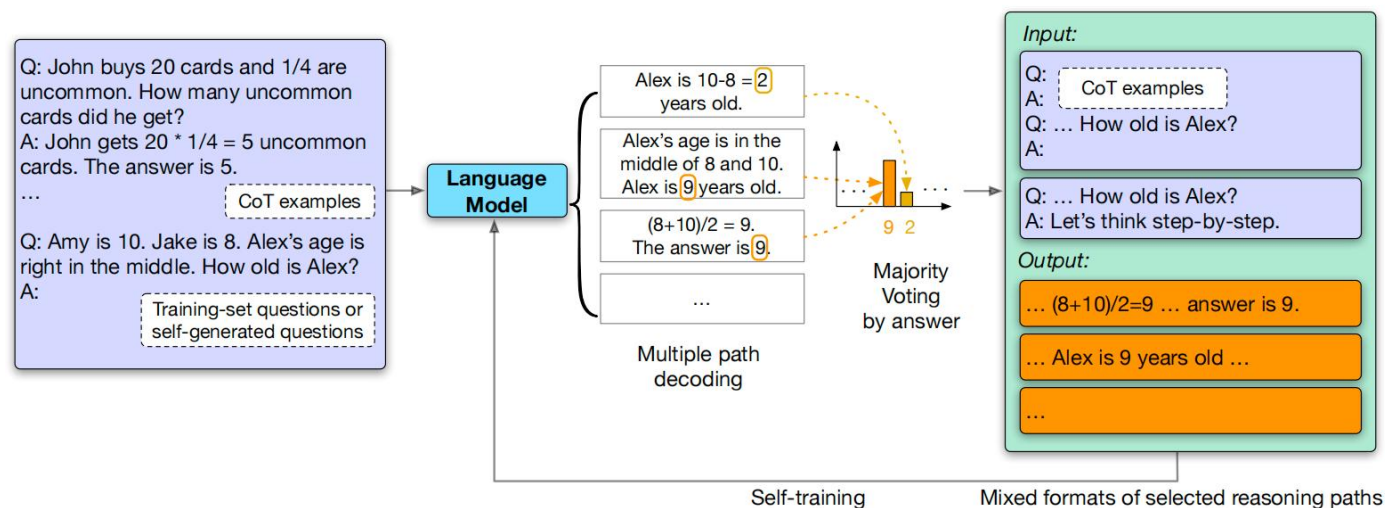 Q: John buys 20 cards and 1/4 are
uncommon. How many uncommon
cards did he get?
A: John gets 20 * 1/4 = 5 uncommon
cards. The answer is 5.
…
CoT examples
Q: Amy is 10. Jake is 8. Alex's age is
right in the middle. How old is Alex?
A:
Training-set questions or
self-generated questions
Language
Model
Alex is 10-8 = 2
years old.
Alex's age is in the
middle of 8 and 10.
Alex is 9 years old.
(8+10)/2 = 9.
The answer is 9.
…
Multiple path
decoding
… …
9 2
Majority
Voting
by answer
Input:
Q:
A:
CoT examples
Q: … How old is Alex?
A:
Q: … How old is Alex?
A: Let's think step-by-step.
Output:
… (8+10)/2=9 … answer is 9.
… Alex is 9 years old …
…
Self-training
Mixed formats of selected reasoning paths